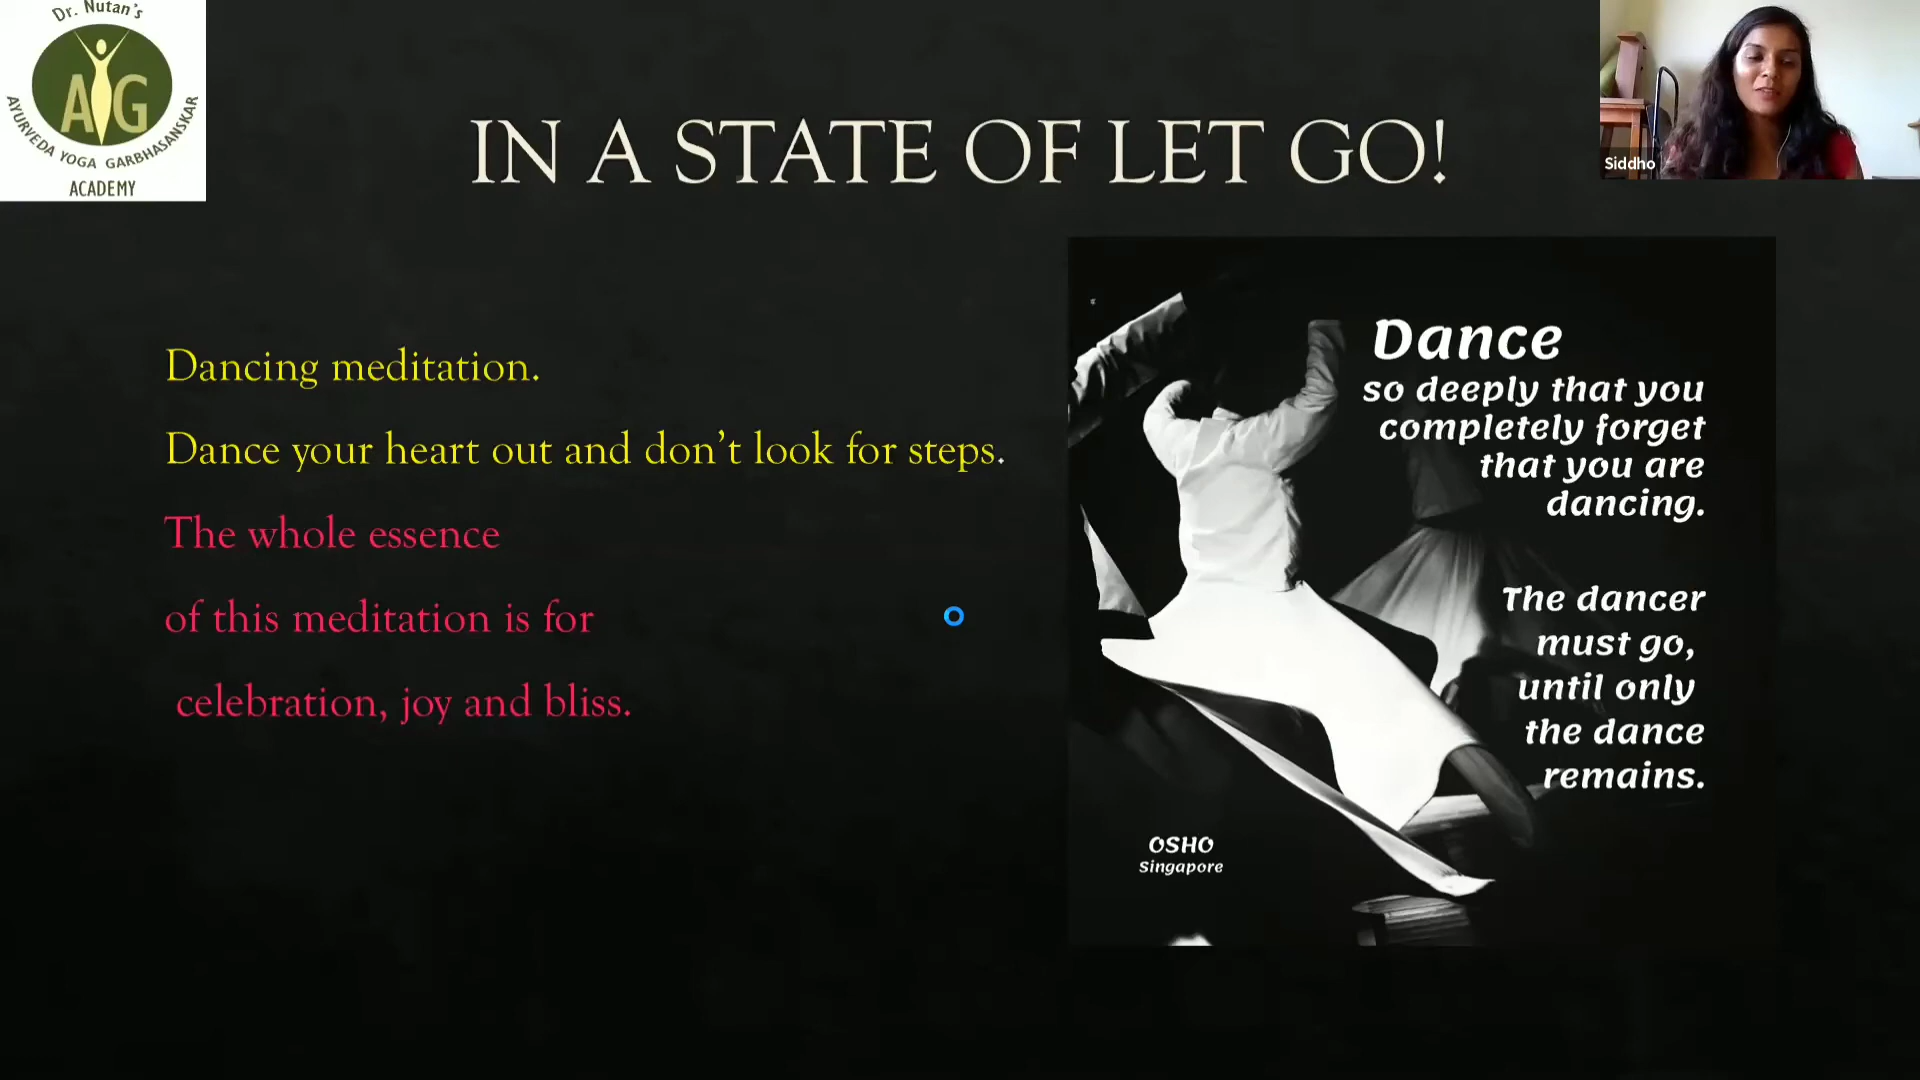 Dr. Nutan's
AYG
AYURVEDA YOGA GARBHASANSKAR
ACADEMY
IN A STATE OF LET GO!
Siddho
Dancing meditation.
Dance your heart out and don't look for steps.
The whole essence
of this meditation is for
celebration, joy and bliss.
Dance
so deeply that you
completely forget
that you are
dancing.
The dancer
must go,
until only
the dance
remains.
OSHO
Singapore